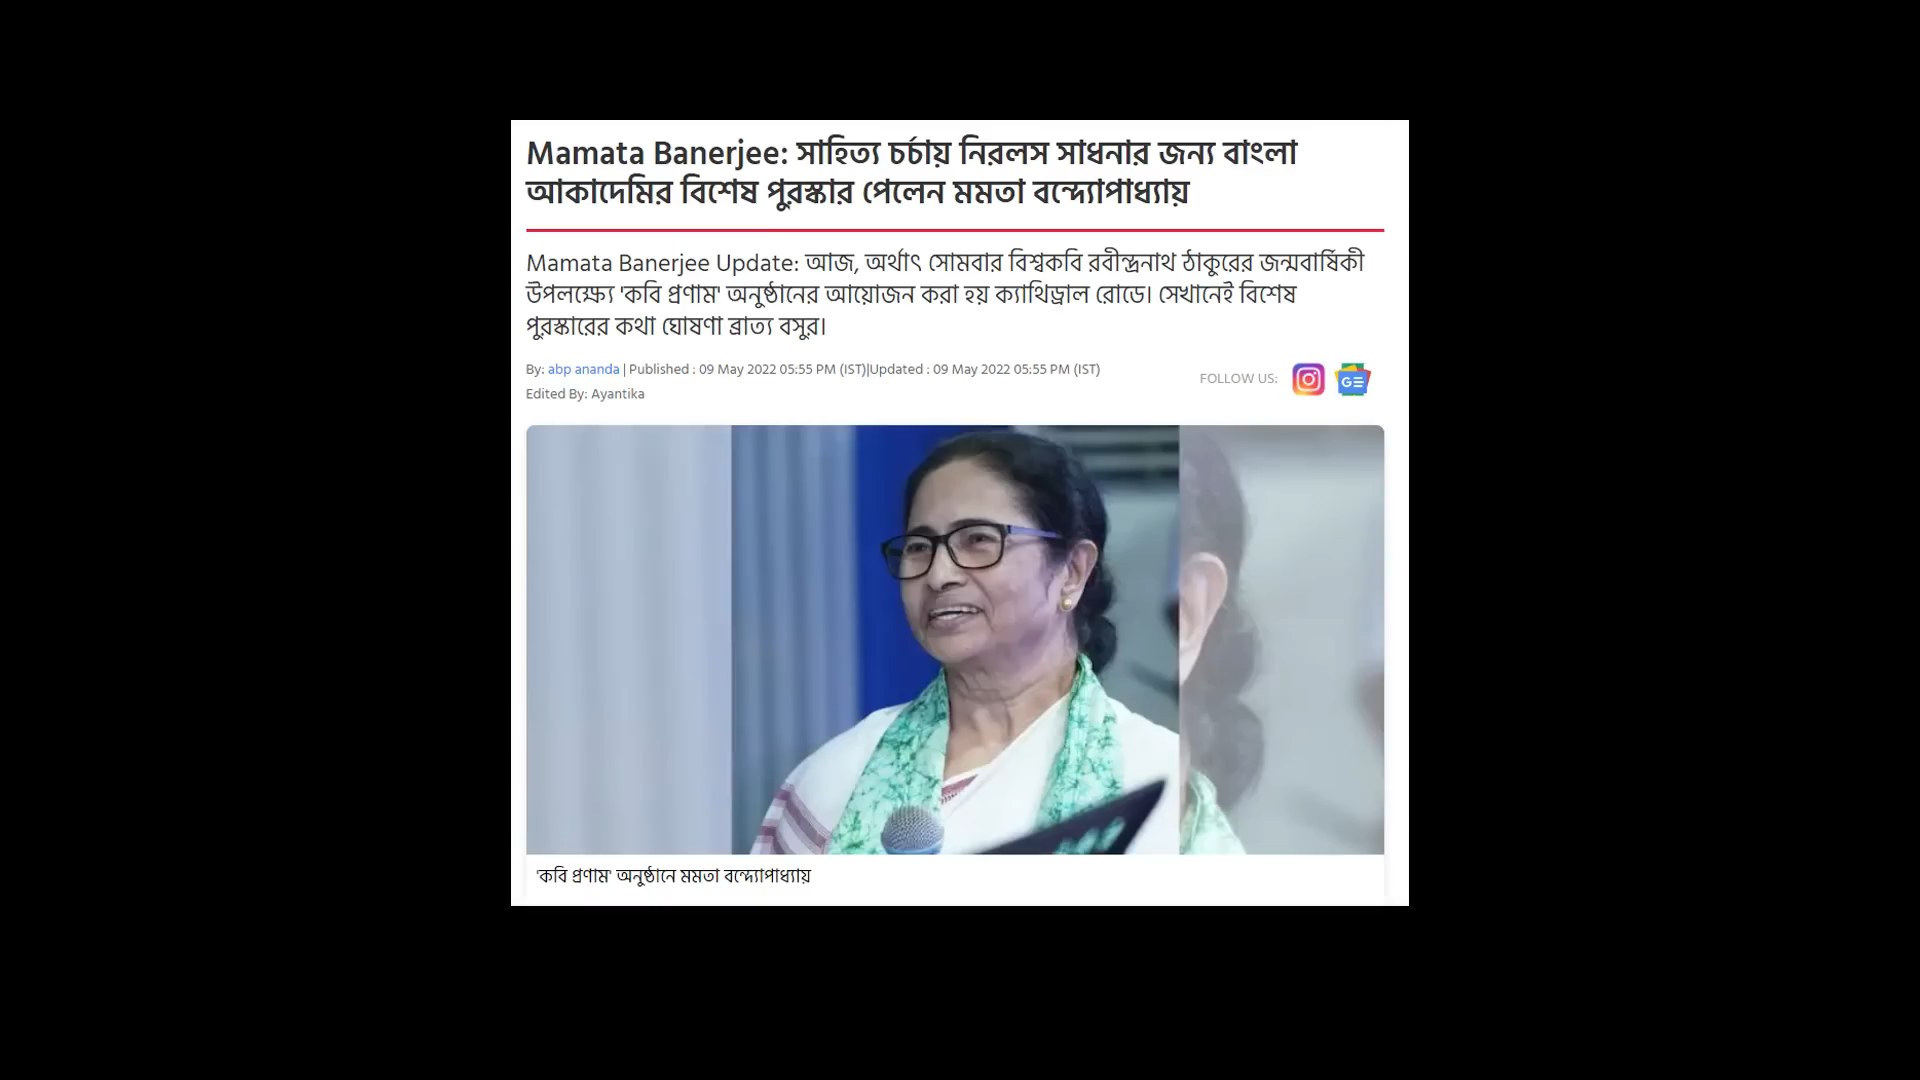 Mamata Banerjee: সাহিত্য চর্চায় নিরলস সাধনার জন্য বাংলা
আকাদেমির বিশেষ পুরস্কার পেলেন মমতা বন্দ্যোপাধ্যায়
Mamata Banerjee Update: আজ, অর্থাৎ সোমবার বিশ্বকবি রবীন্দ্রনাথ ঠাকুরের জন্মবার্ষিকী
উপলক্ষ্যে 'কবি প্রণাম' অনুষ্ঠানের আয়োজন করা হয় ক্যাথিড্রাল রোডে। সেখানেই বিশেষ
পুরস্কারের কথা ঘোষণা ব্রাত্য বসুর।
By: abp ananda | Published : 09 May 2022 05:55 PM (IST)|Updated : 09 May 2022 05:55 PM (IST)
Edited By: Ayantika
FOLLOW US:
GE
'কবি প্রণাম' অনুষ্ঠানে মমতা বন্দ্যোপাধ্যায়